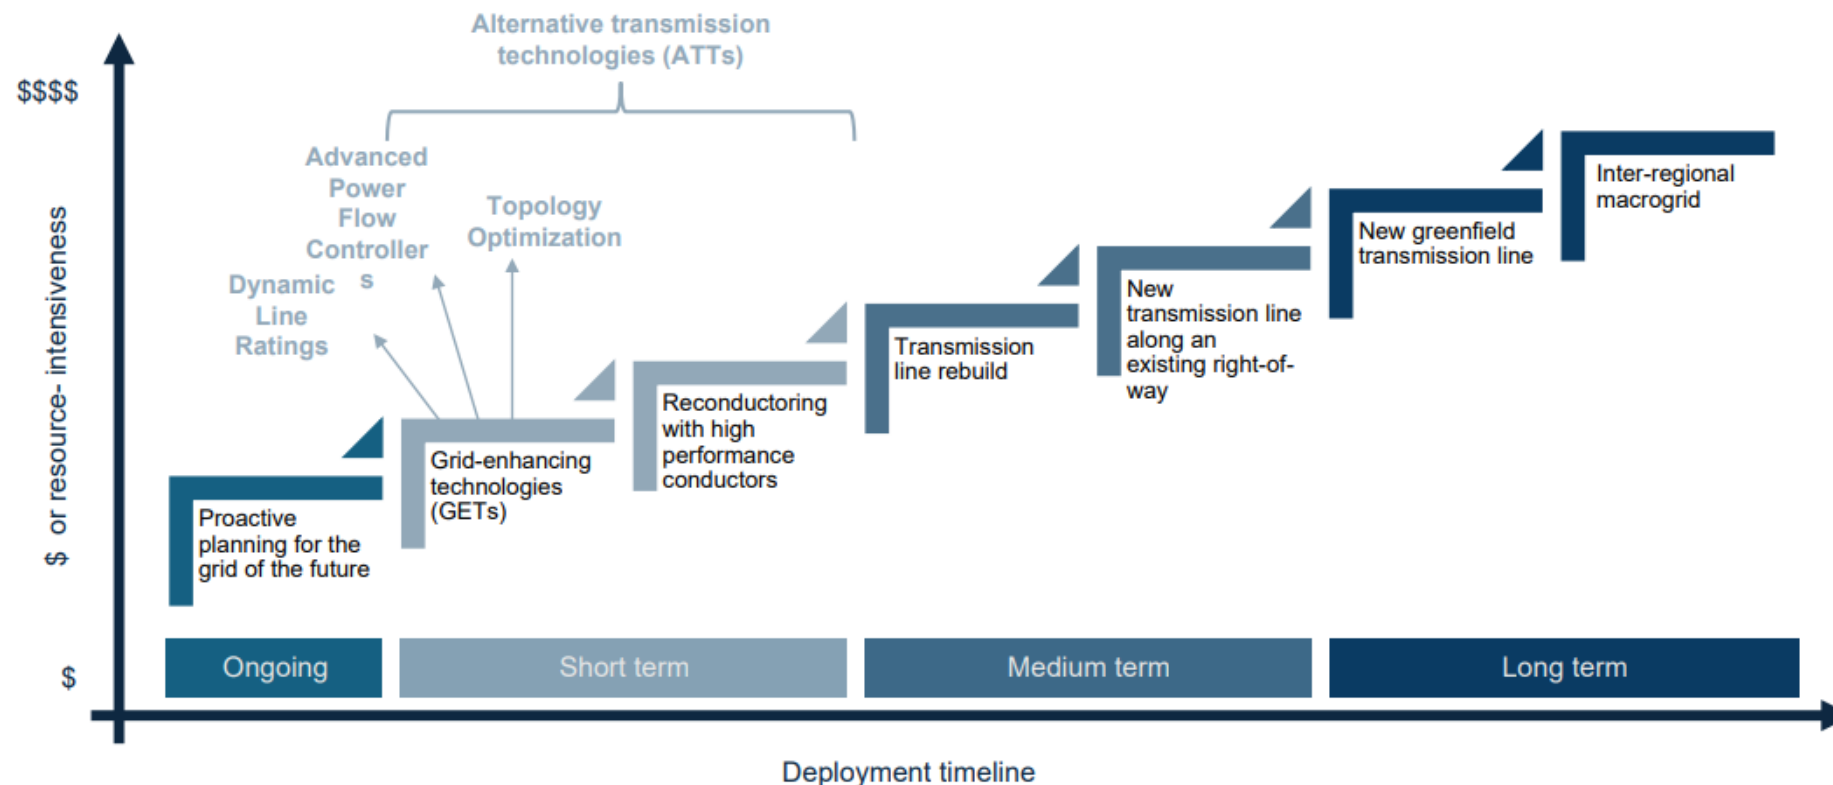 Alternative transmission
technologies (ATTs)
$$$$
Advanced
Power
Flow
Controller
s
Topology
Optimization
Dynamic
Line
Ratings
$ or resource- intensiveness
Proactive
planning for the
grid of the future
Grid-enhancing
technologies
(GETs)
Reconductoring
with high
performance
conductors
Transmission
line rebuild
New
transmission line
along an
existing right-of-
way
New greenfield
transmission line
Inter-regional
macrogrid
$
Ongoing
Short term
Medium term
Long term
Deployment timeline